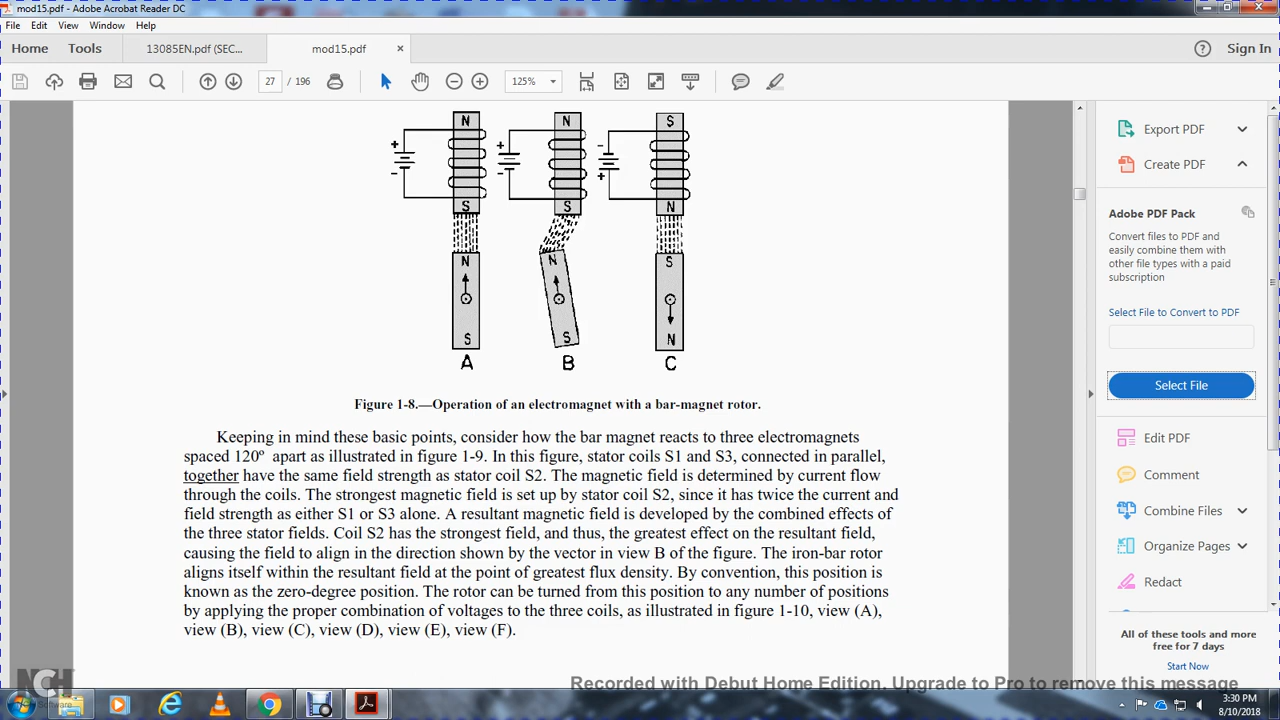 mod15.pdf - Adobe Acrobat Reader DC
File Edit View Window Help
Home Tools 13085EN.pdf (SEC... mod15.pdf × Sign In
27 / 196 125%
N N S
+ + -
- - +
S S N
N N S
S S N
A B C
Figure 1-8.—Operation of an electromagnet with a bar-magnet rotor.
Keeping in mind these basic points, consider how the bar magnet reacts to three electromagnets
spaced 120º apart as illustrated in figure 1-9. In this figure, stator coils S1 and S3, connected in parallel,
together have the same field strength as stator coil S2. The magnetic field is determined by current flow
through the coils. The strongest magnetic field is set up by stator coil S2, since it has twice the current and
field strength as either S1 or S3 alone. A resultant magnetic field is developed by the combined effects of
the three stator fields. Coil S2 has the strongest field, and thus, the greatest effect on the resultant field,
causing the field to align in the direction shown by the vector in view B of the figure. The iron-bar rotor
aligns itself within the resultant field at the point of greatest flux density. By convention, this position is
known as the zero-degree position. The rotor can be turned from this position to any number of positions
by applying the proper combination of voltages to the three coils, as illustrated in figure 1-10, view (A),
view (B), view (C), view (D), view (E), view (F).
Export PDF
Create PDF
Adobe PDF Pack
Convert files to PDF and
easily combine them with
other file types with a paid
subscription
Select File to Convert to PDF
Select File
Edit PDF
Comment
Combine Files
Organize Pages
Redact
All of these tools and more
free for 7 days
Start Now
NCH
Software
Recorded with Debut Home Edition. Upgrade to Pro to remove this message
3:30 PM
8/10/2018